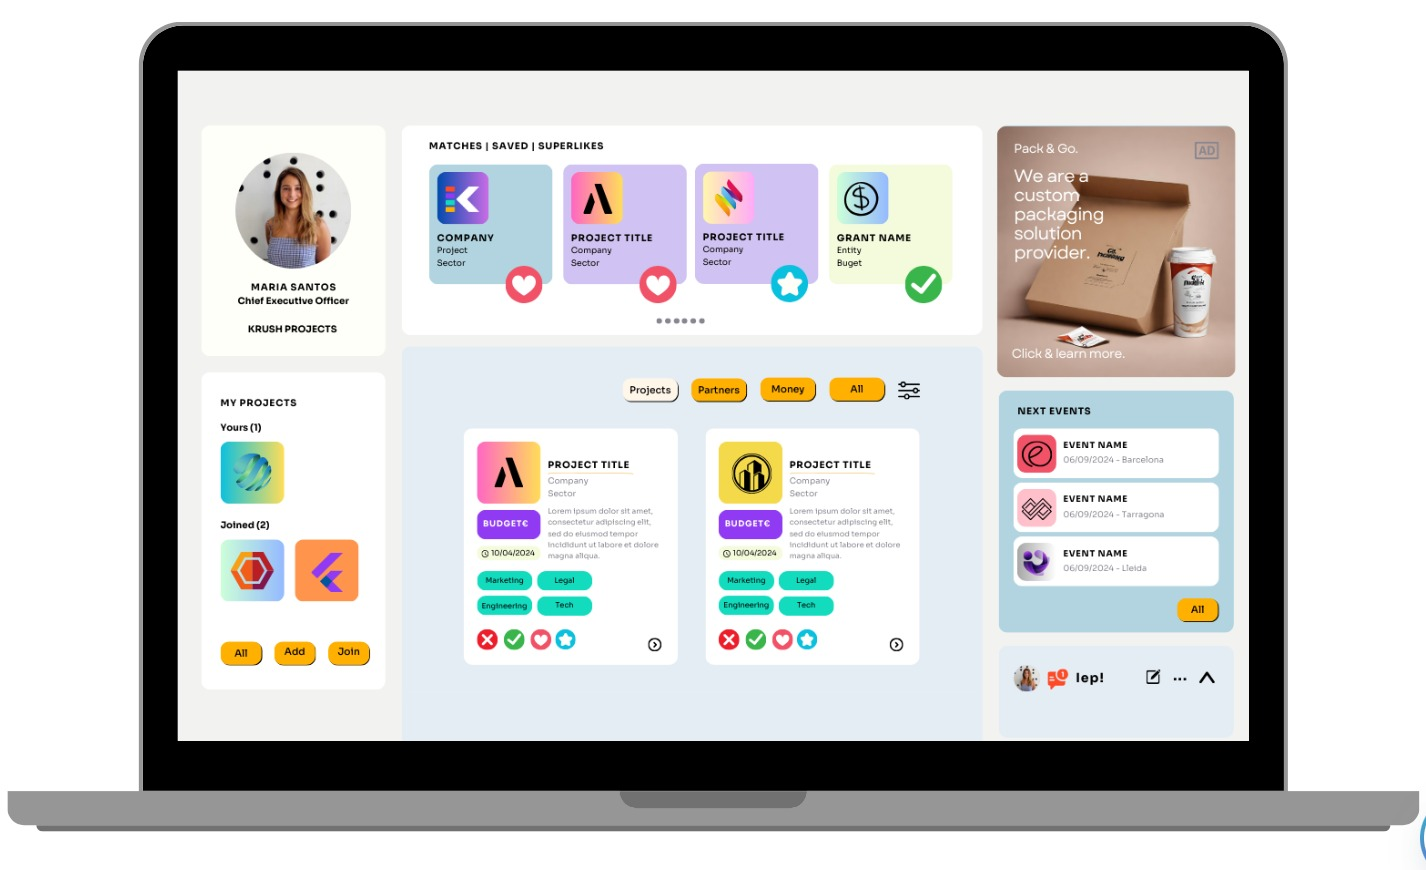 MARIA SANTOS
Chief Executive Officer
KRUSH PROJECTS
MY PROJECTS
Yours (1)
Joined (2)
All
Add
Join
MATCHES | SAVED | SUPERLIKES
COMPANY
Project
Sector
PROJECT TITLE
Company
Sector
PROJECT TITLE
Company
Sector
GRANT NAME
Entity
Buget
Projects
Partners
Money
All
PROJECT TITLE
Company
Sector
BUDGET€
10/04/2024
Lorem ipsum dolor sit amet,
consectetur adipiscing elit,
sed do eiusmod tempor
incididunt ut labore et dolore
magna aliqua.
Marketing
Legal
Engineering
Tech
PROJECT TITLE
Company
Sector
BUDGET€
10/04/2024
Lorem ipsum dolor sit amet,
consectetur adipiscing elit,
sed do eiusmod tempor
incididunt ut labore et dolore
magna aliqua.
Marketing
Legal
Engineering
Tech
Pack & Go.
AD
We are a
custom
packaging
solution
provider.
Click & learn more.
NEXT EVENTS
EVENT NAME
06/09/2024 - Barcelona
EVENT NAME
06/09/2024 - Tarragona
EVENT NAME
06/09/2024 - Lleida
All
1
Iep!